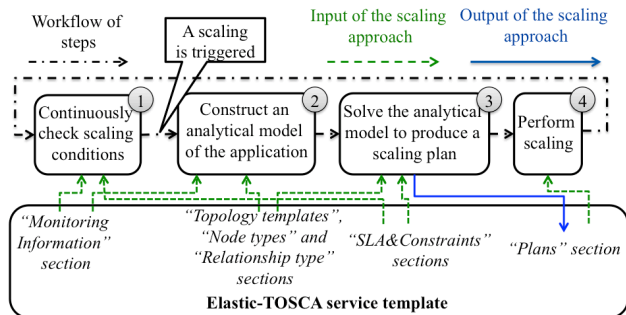 Workflow of
steps
A scaling
is triggered
Input of the scaling
approach
Output of the scaling
approach
1
Continuously
check scaling
conditions
2
Construct an
analytical model
of the application
3
Solve the analytical
model to produce a
scaling plan
4
Perform
scaling
“Monitoring
Information”
section
“Topology templates”,
“Node types” and
“Relationship type”
sections
“SLA&Constraints”
sections
“Plans” section
Elastic-TOSCA service template